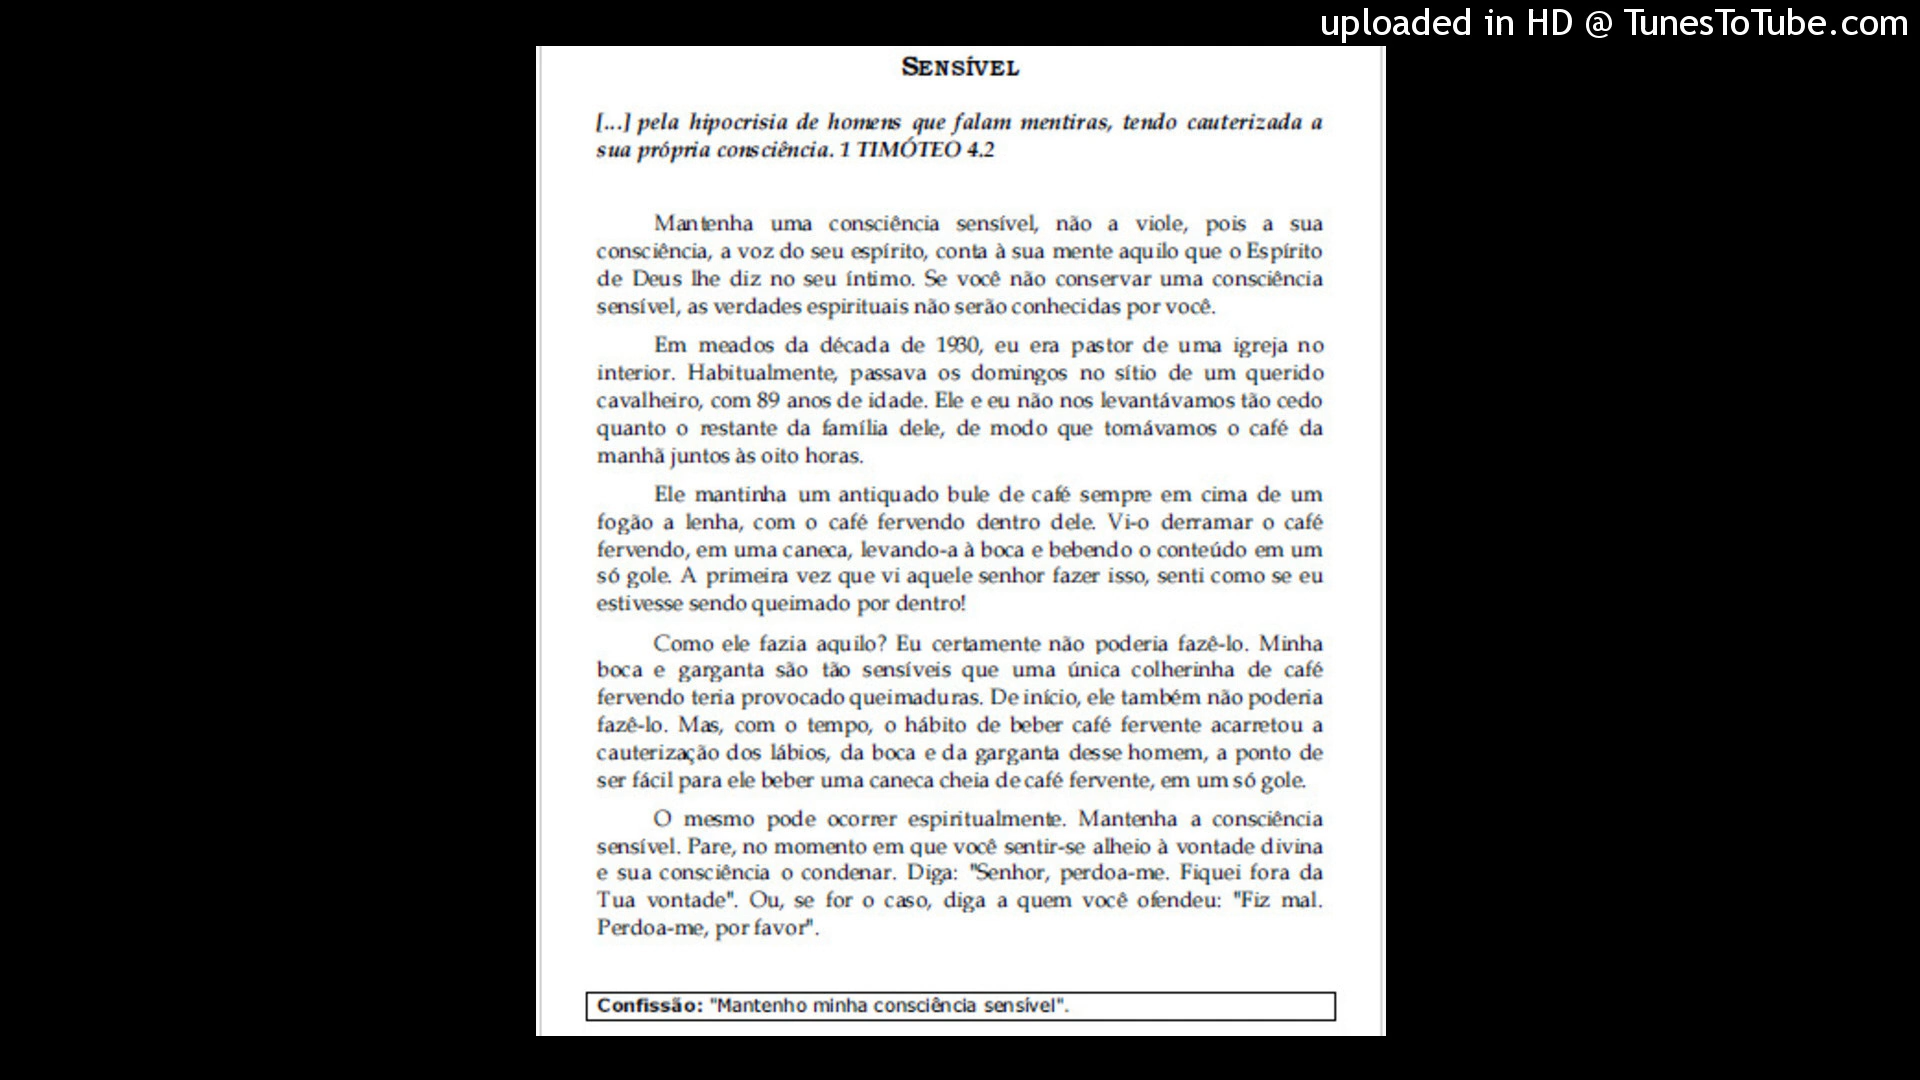 uploaded in HD @ TunesToTube.com
SENSÍVEL
[...] pela hipocrisia de homens que falam mentiras, tendo cauterizada a
sua própria consciência. 1 TIMÓTEO 4.2
Mantenha uma consciência sensível, não a viole, pois a sua
consciência, a voz do seu espírito, conta à sua mente aquilo que o Espírito
de Deus lhe diz no seu íntimo. Se você não conservar uma consciência
sensível, as verdades espirituais não serão conhecidas por você.
Em meados da década de 1930, eu era pastor de uma igreja no
interior. Habitualmente, passava os domingos no sítio de um querido
cavalheiro, com 89 anos de idade. Ele e eu não nos levantávamos tão cedo
quanto o restante da família dele, de modo que tomávamos o café da
manhã juntos às oito horas.
Ele mantinha um antiquado bule de café sempre em cima de um
fogão a lenha, com o café fervendo dentro dele. Vi-o derramar o café
fervendo, em uma caneca, levando-a à boca e bebendo o conteúdo em um
só gole. A primeira vez que vi aquele senhor fazer isso, senti como se eu
estivesse sendo queimado por dentro!
Como ele fazia aquilo? Eu certamente não poderia fazê-lo. Minha
boca e garganta são tão sensíveis que uma única colherinha de café
fervendo teria provocado queimaduras. De início, ele também não poderia
fazê-lo. Mas, com o tempo, o hábito de beber café fervente acarretou a
cauterização dos lábios, da boca e da garganta desse homem, a ponto de
ser fácil para ele beber uma caneca cheia de café fervente, em um só gole.
O mesmo pode ocorrer espiritualmente. Mantenha a consciência
sensível. Pare, no momento em que você sentir-se alheio à vontade divina
e sua consciência o condenar. Diga: "Senhor, perdoa-me. Fiquei fora da
Tua vontade". Ou, se for o caso, diga a quem você ofendeu: "Fiz mal.
Perdoa-me, por favor".
Confissão: "Mantenho minha consciência sensível".